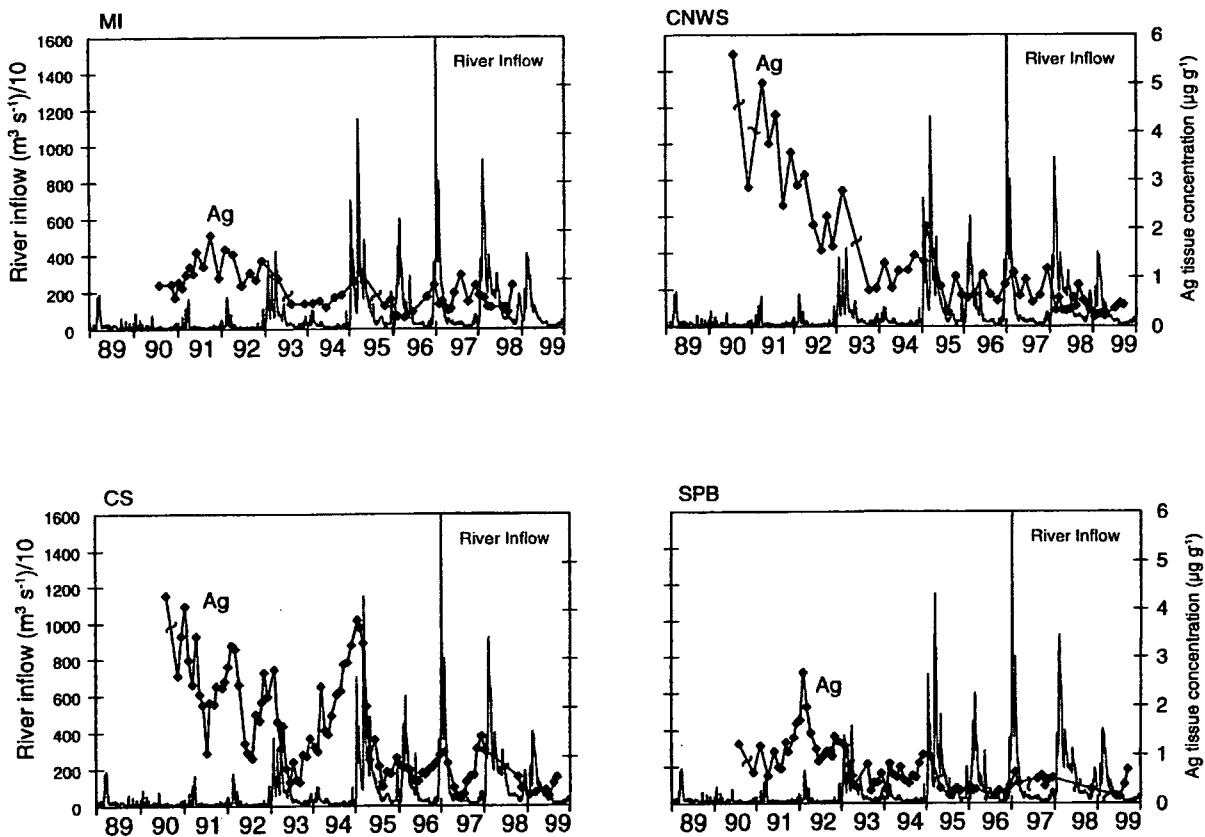 MI
River inflow (m³ s⁻¹)/10
1600
1400
1200
1000
800
600
400
200
0
Ag
River Inflow
89 90 91 92 93 94 95 96 97 98 99
CNWS
Ag
River Inflow
6
5
4
3
2
1
0
Ag tissue concentration (µg g⁻¹)
89 90 91 92 93 94 95 96 97 98 99
CS
River inflow (m³ s⁻¹)/10
1600
1400
1200
1000
800
600
400
200
0
Ag
River Inflow
89 90 91 92 93 94 95 96 97 98 99
SPB
Ag
River Inflow
6
5
4
3
2
1
0
Ag tissue concentration (µg g⁻¹)
89 90 91 92 93 94 95 96 97 98 99